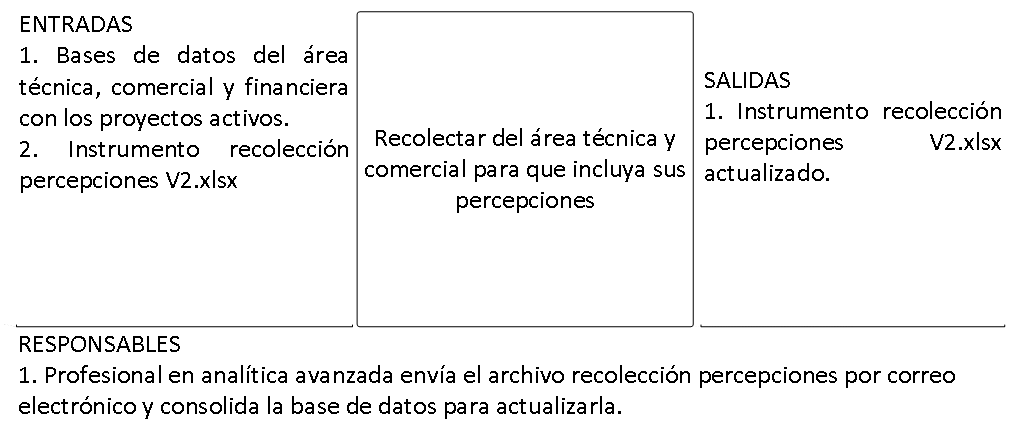 ENTRADAS
1. Bases de datos del área
técnica, comercial y financiera
con los proyectos activos.
2. Instrumento recolección
percepciones V2.xlsx
Recolectar del área técnica y
comercial para que incluya sus
percepciones
SALIDAS
1. Instrumento recolección
percepciones V2.xlsx
actualizado.
RESPONSABLES
1. Profesional en analítica avanzada envía el archivo recolección percepciones por correo
electrónico y consolida la base de datos para actualizarla.